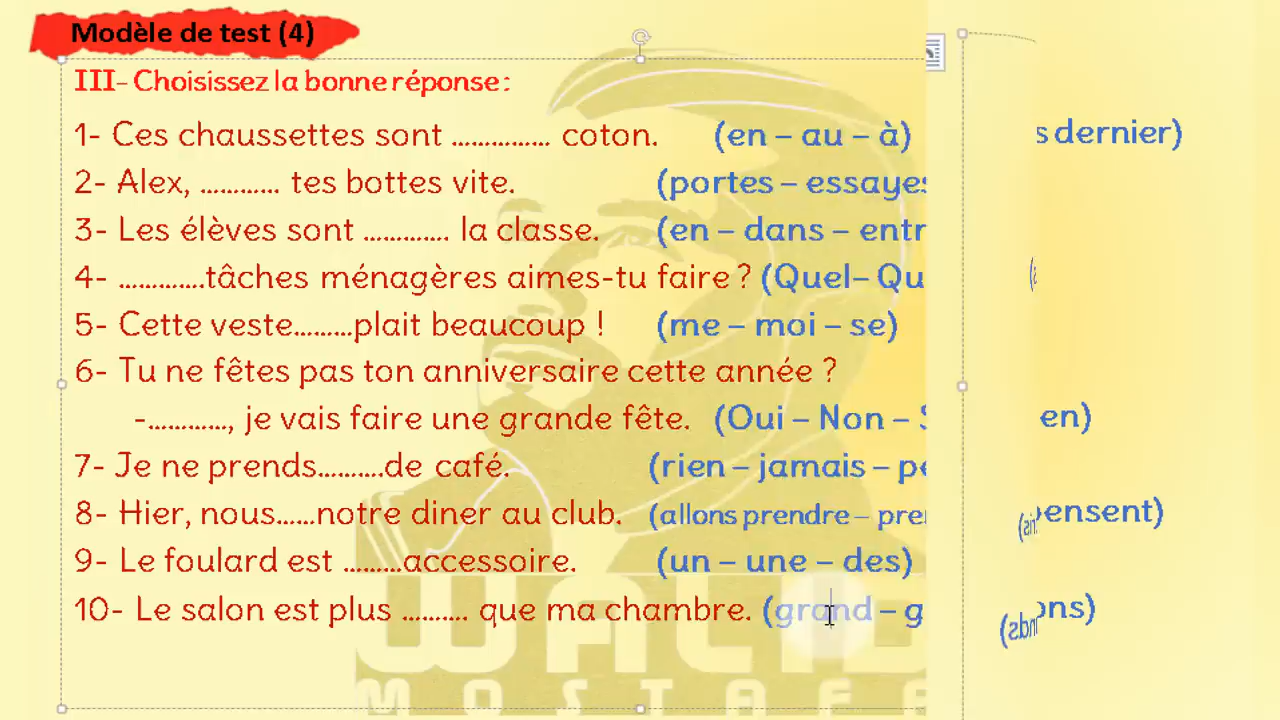 Modèle de test (4)
III- Choisissez la bonne réponse :
1- Ces chaussettes sont ............... coton. (en – au – à)
s dernier)
2- Alex, ............ tes bottes vite. (portes – essayes
3- Les élèves sont ............. la classe. (en – dans – entr
4- .............tâches ménagères aimes-tu faire ? (Quel– Qu
5- Cette veste.........plait beaucoup ! (me – moi – se)
6- Tu ne fêtes pas ton anniversaire cette année ?
-............, je vais faire une grande fête. (Oui – Non – S
en)
7- Je ne prends..........de café. (rien – jamais – pe
8- Hier, nous......notre diner au club. (allons prendre – pre
pensent)
9- Le foulard est .........accessoire. (un – une – des)
10- Le salon est plus .......... que ma chambre. (grand – g
ons)
WALID
MOSTAFA